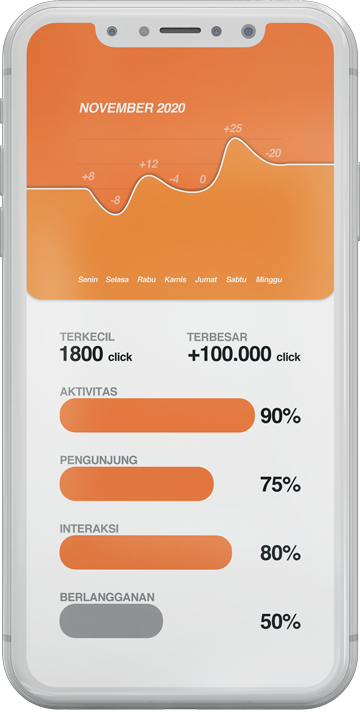 NOVEMBER 2020
+25
-20
+12
+8
-4
0
-8
Senin Selasa Rabu Kamis Jumat Sabtu Minggu
TERKECIL TERBESAR
1800 click +100.000 click
AKTIVITAS
90%
PENGUNJUNG
75%
INTERAKSI
80%
BERLANGGANAN
50%